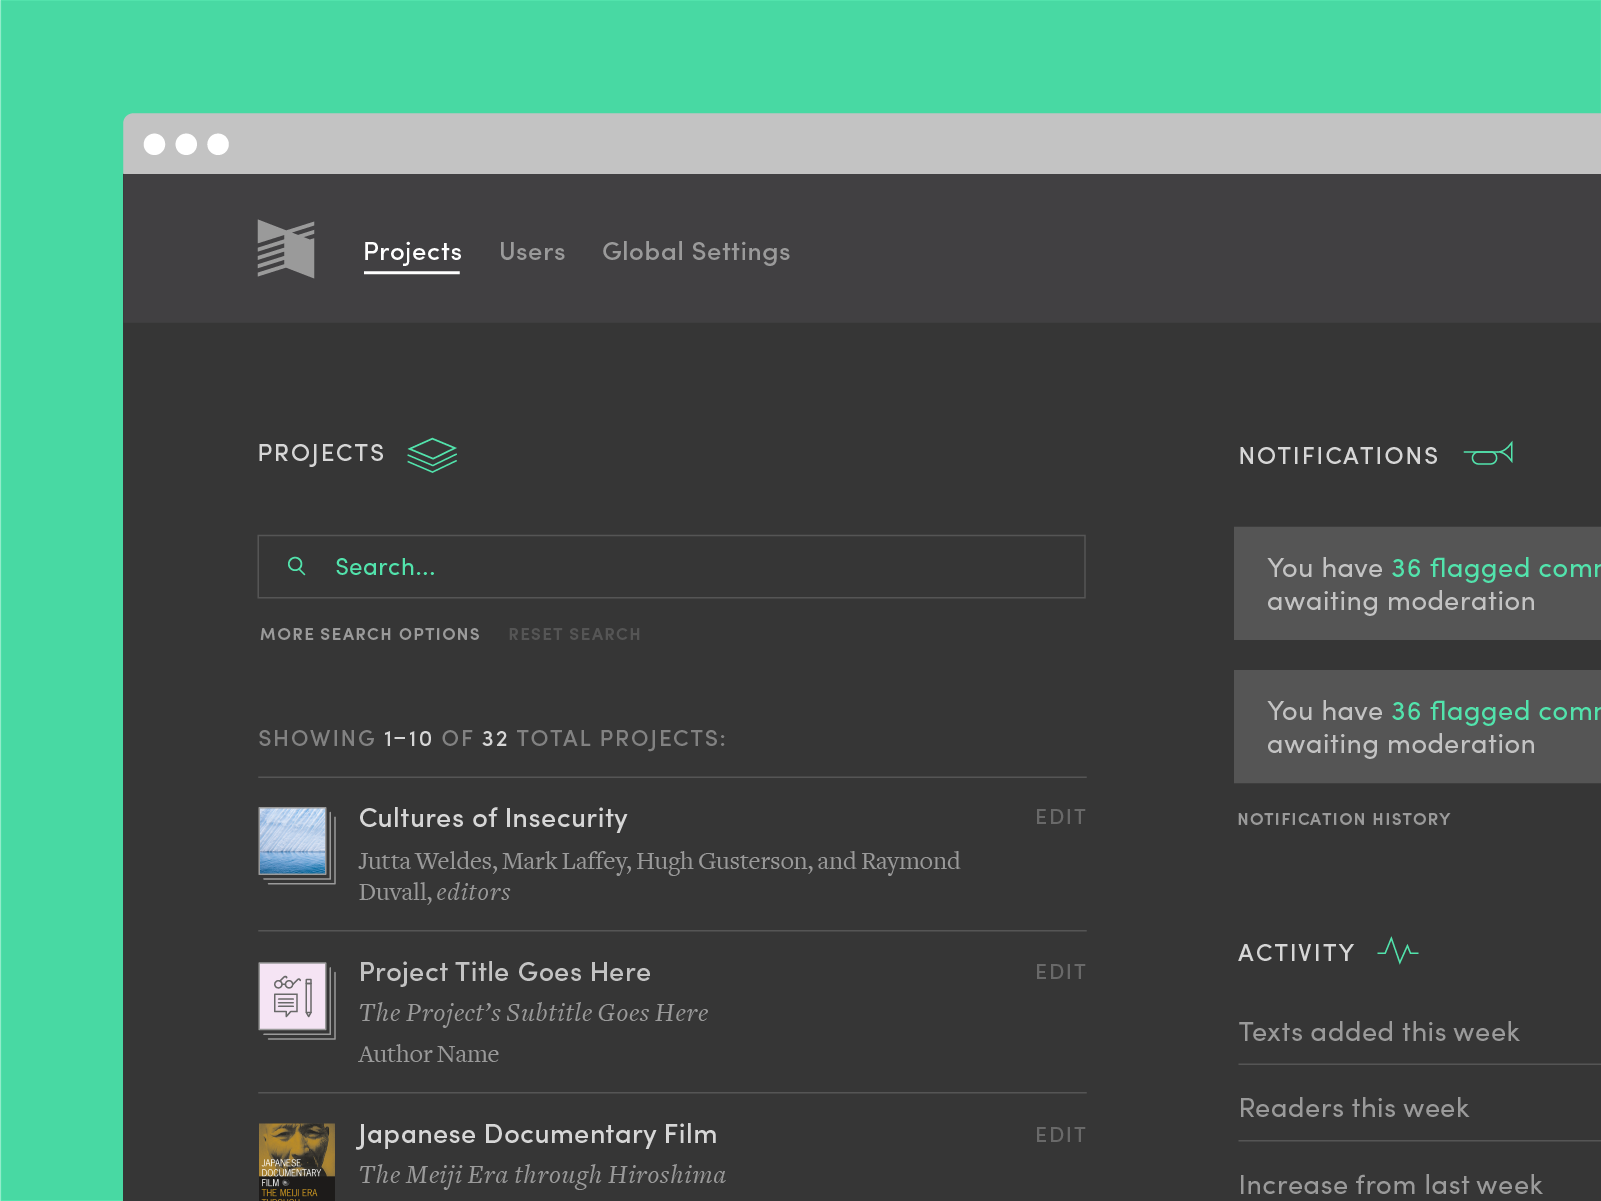 Projects Users Global Settings
PROJECTS
Search...
MORE SEARCH OPTIONS RESET SEARCH
SHOWING 1–10 OF 32 TOTAL PROJECTS:
Cultures of Insecurity EDIT
Jutta Weldes, Mark Laffey, Hugh Gusterson, and Raymond
Duvall, editors
Project Title Goes Here EDIT
The Project’s Subtitle Goes Here
Author Name
JAPANESE
DOCUMENTARY
FILM
THE MEIJI ERA
THROUGH
Japanese Documentary Film EDIT
The Meiji Era through Hiroshima
NOTIFICATIONS
You have 36 flagged comm
awaiting moderation
You have 36 flagged comm
awaiting moderation
NOTIFICATION HISTORY
ACTIVITY
Texts added this week
Readers this week
Increase from last week